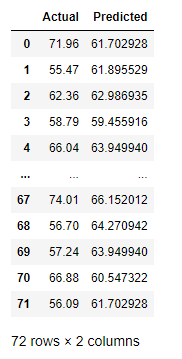 Actual Predicted
0 71.96 61.702928
1 55.47 61.895529
2 62.36 62.986935
3 58.79 59.455916
4 66.04 63.949940
... ... ...
67 74.01 66.152012
68 56.70 64.270942
69 57.24 63.949940
70 66.88 60.547322
71 56.09 61.702928
72 rows × 2 columns